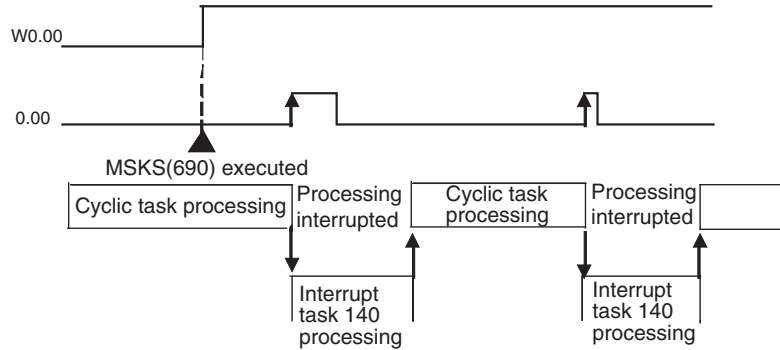 W0.00
0.00
MSKS(690) executed
Cyclic task processing
Processing
interrupted
Cyclic task
processing
Processing
interrupted
Interrupt
task 140
processing
Interrupt
task 140
processing